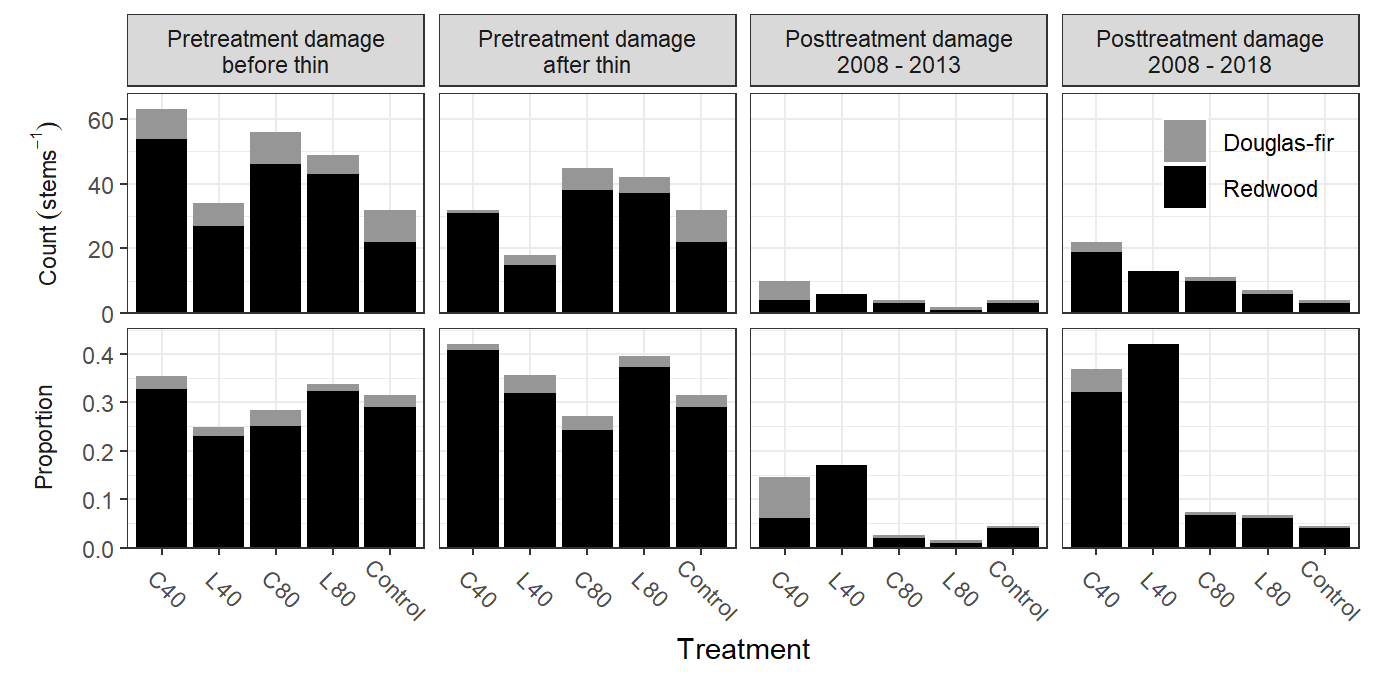 Pretreatment damage
before thin
Pretreatment damage
after thin
Posttreatment damage
2008 - 2013
Posttreatment damage
2008 - 2018
Count (stems⁻¹)
60
40
20
0
Douglas-fir
Redwood
Proportion
0.4
0.3
0.2
0.1
0.0
C40 L40 C80 L80 Control
C40 L40 C80 L80 Control
C40 L40 C80 L80 Control
C40 L40 C80 L80 Control
Treatment